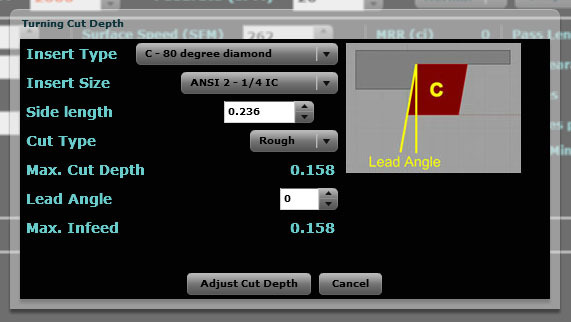 Turning Cut Depth
Surface Speed (SFM) 262 MRR (ci) 0 Pass Len
Insert Type C - 80 degree diamond
Insert Size ANSI 2 - 1/4 IC
Side length 0.236
Cut Type Rough
Max. Cut Depth 0.158
Lead Angle 0
Max. Infeed 0.158
C
Lead Angle
Adjust Cut Depth Cancel